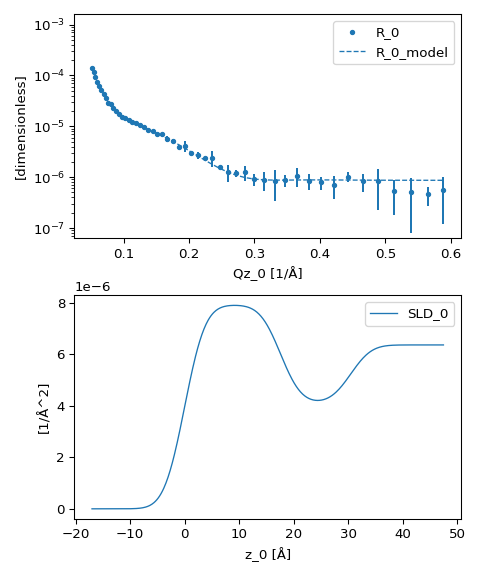 10⁻³
10⁻⁴
10⁻⁵
10⁻⁶
10⁻⁷
[dimensionless]
R_0
R_0_model
0.1 0.2 0.3 0.4 0.5 0.6
Qz_0 [1/Å]
1e−6
8
6
4
2
0
[1/Å^2]
SLD_0
−20 −10 0 10 20 30 40 50
z_0 [Å]